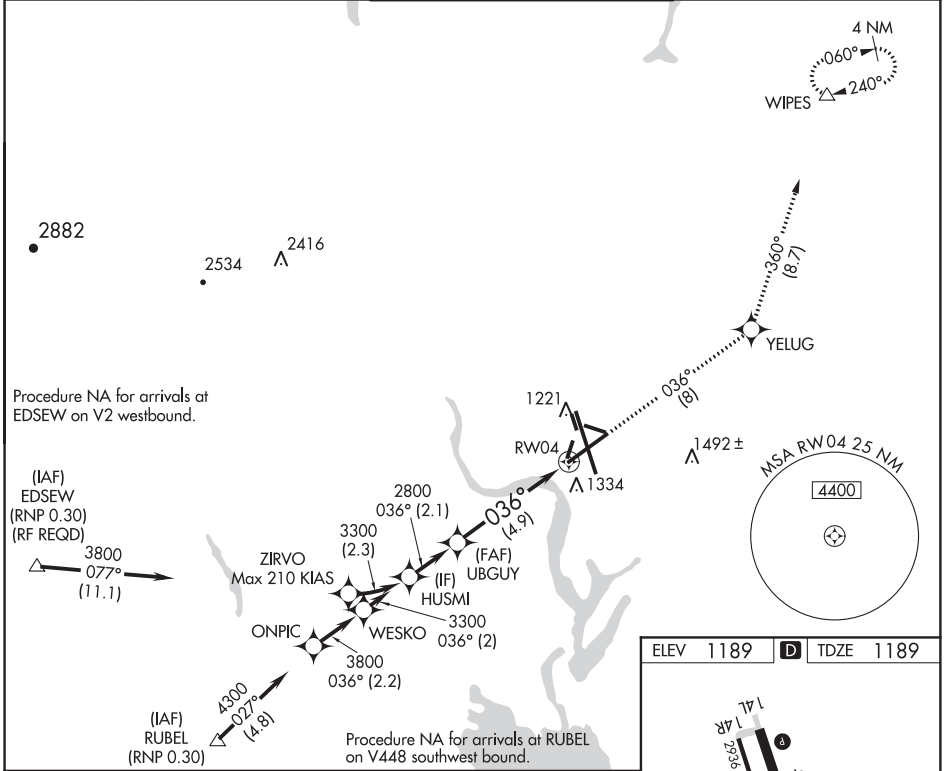 4 NM
060°
240°
WIPES
2882
2534
2416
360°
(8.7)
YELUG
Procedure NA for arrivals at
EDSEW on V2 westbound.
036°
(8)
1221
RW04
1492 ±
1334
MSA RW04 25 NM
4400
(IAF)
EDSEW
(RNP 0.30)
(RF REQD)
3800
077°
(11.1)
2800
036° (2.1)
036°
(4.9)
3300
(2.3)
ZIRVO
Max 210 KIAS
(FAF)
UBGUY
(IF)
HUSMI
WESKO
3300
036° (2)
ONPIC
3800
036° (2.2)
4300
027°
(4.8)
(IAF)
RUBEL
(RNP 0.30)
Procedure NA for arrivals at RUBEL
on V448 southwest bound.
ELEV 1189 D TDZE 1189
14L
14R
2936
P